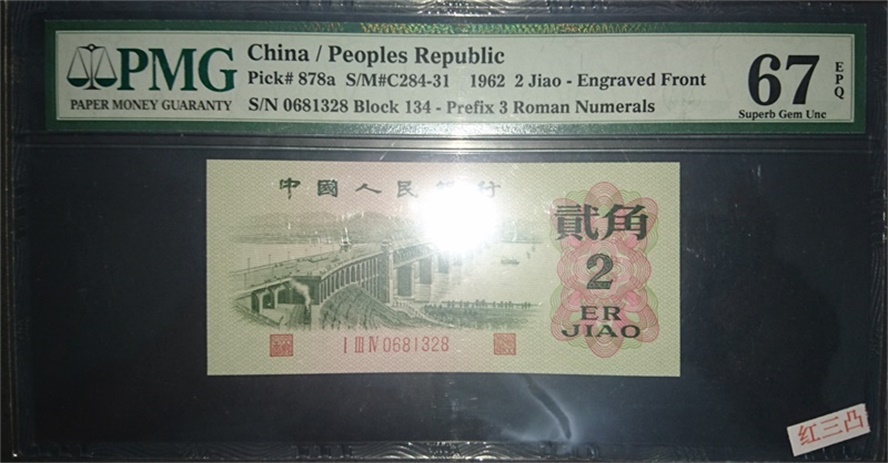 PMG
PAPER MONEY GUARANTY
China / Peoples Republic
Pick# 878a S/M#C284-31 1962 2 Jiao - Engraved Front
S/N 0681328 Block 134 - Prefix 3 Roman Numerals
67
EPQ
Superb Gem Unc
中國人民銀行
貳角
2
ER
JIAO
I III IV 0681328
红三凸